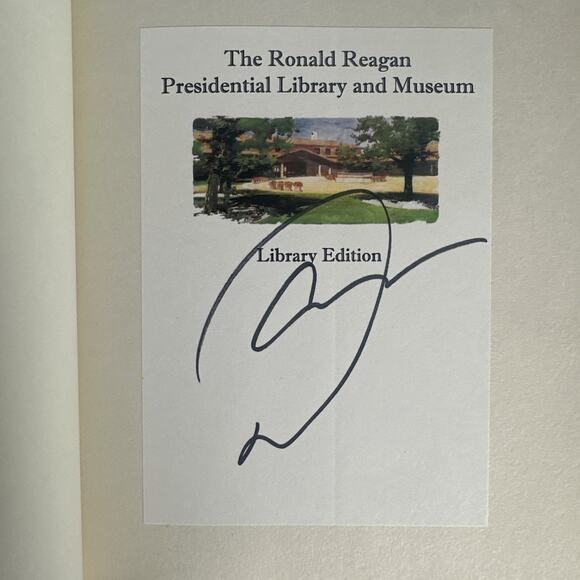 The Ronald Reagan
Presidential Library and Museum
Library Edition